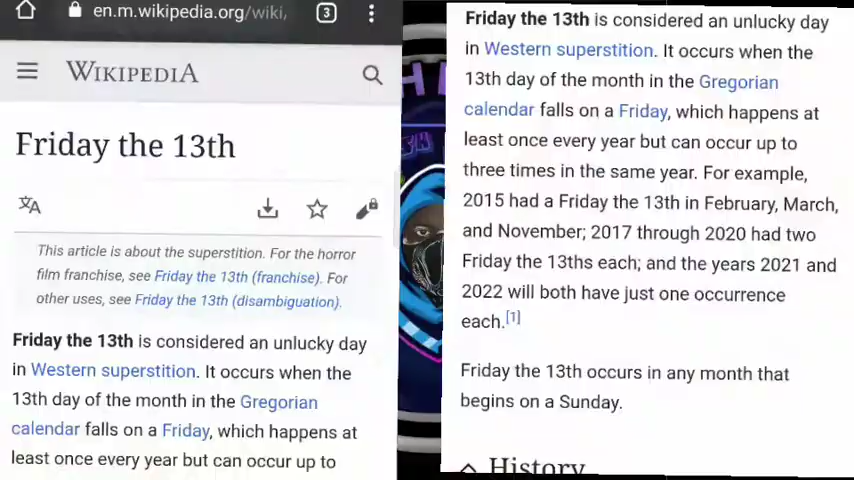 en.m.wikipedia.org/wiki,
3
WIKIPEDIA
Friday the 13th
This article is about the superstition. For the horror
film franchise, see Friday the 13th (franchise). For
other uses, see Friday the 13th (disambiguation).
Friday the 13th is considered an unlucky day
in Western superstition. It occurs when the
13th day of the month in the Gregorian
calendar falls on a Friday, which happens at
least once every year but can occur up to
Friday the 13th is considered an unlucky day
in Western superstition. It occurs when the
13th day of the month in the Gregorian
calendar falls on a Friday, which happens at
least once every year but can occur up to
three times in the same year. For example,
2015 had a Friday the 13th in February, March,
and November; 2017 through 2020 had two
Friday the 13ths each; and the years 2021 and
2022 will both have just one occurrence
each.[1]
Friday the 13th occurs in any month that
begins on a Sunday.
History